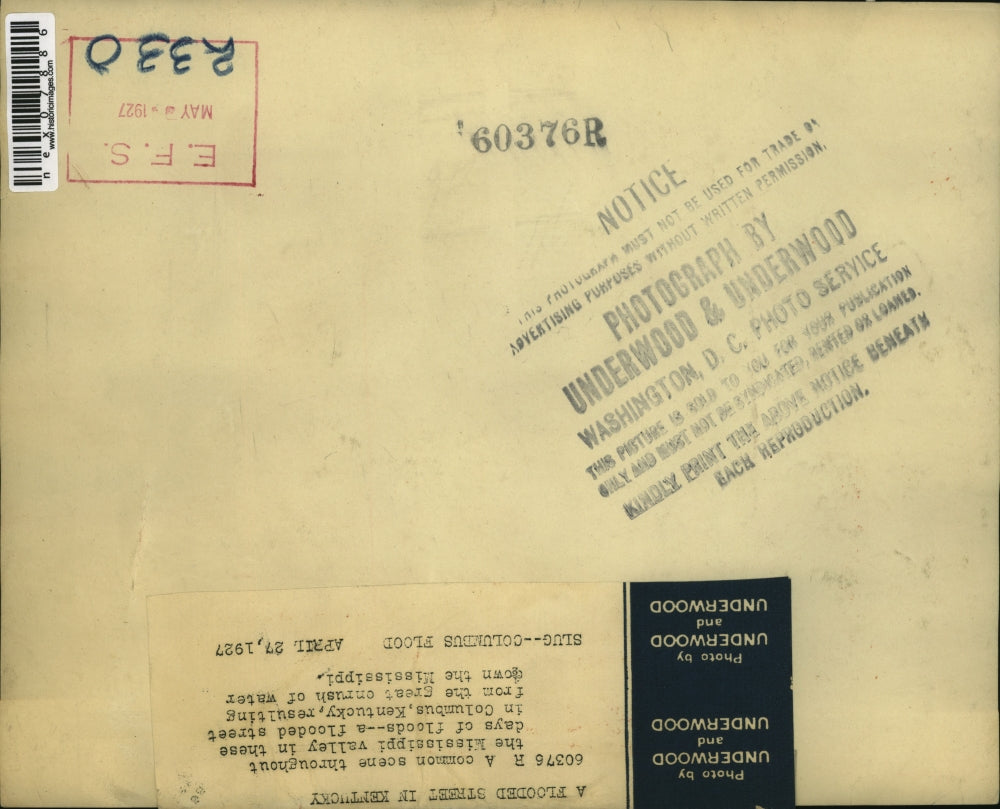 R330
MAY 3 1927
E.F.S.
www.historicimages.com
nex07886
60376R
NOTICE
THIS PHOTOGRAPH MUST NOT BE USED FOR TRADE OR
ADVERTISING PURPOSES WITHOUT WRITTEN PERMISSION.
PHOTOGRAPH BY
UNDERWOOD & UNDERWOOD
WASHINGTON, D. C. PHOTO SERVICE
THIS PICTURE IS SOLD TO YOU FOR YOUR PUBLICATION
ONLY AND MUST NOT BE SYNDICATED, RENTED OR LOANED.
KINDLY PRINT THE ABOVE NOTICE BENEATH
EACH REPRODUCTION.
A FLOODED STREET IN KENTUCKY
60376 R A common scene throughout
the Mississippi valley in these
days of floods--a flooded street
in Columbus,Kentucky,resulting
from the great onrush of water
down the Mississippi.
SLUG--COLUMBUS FLOOD APRIL 27,1927
Photo by
UNDERWOOD
and
UNDERWOOD
Photo by
UNDERWOOD
and
UNDERWOOD